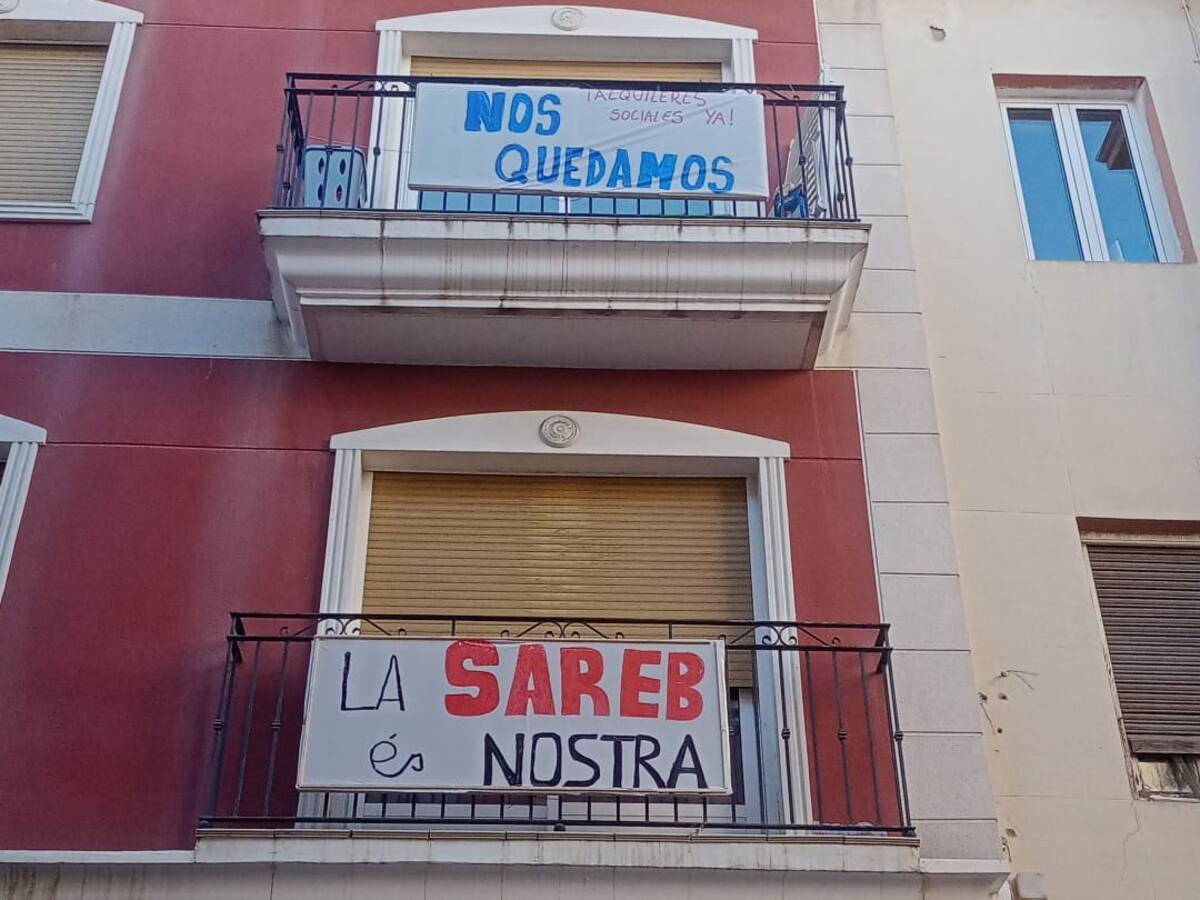 NOS ¡ALQUILERES
SOCIALES YA!
QUEDAMOS
LA SAREB
és NOSTRA